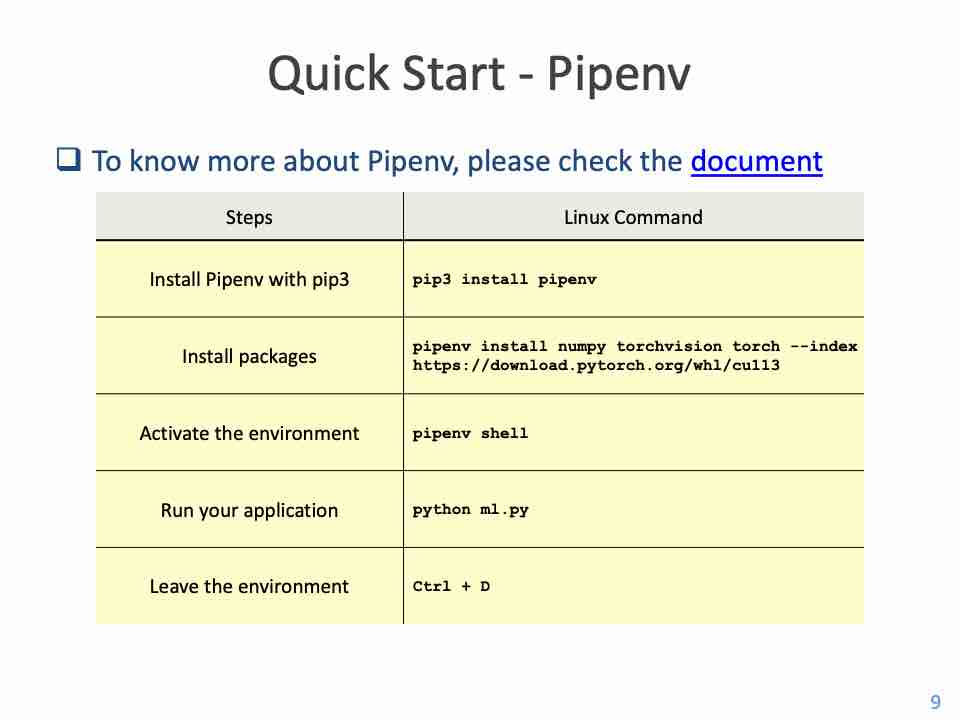 Quick Start - Pipenv
To know more about Pipenv, please check the document
Steps
Linux Command
Install Pipenv with pip3
pip3 install pipenv
Install packages
pipenv install numpy torchvision torch --index
https://download.pytorch.org/whl/cu113
Activate the environment
pipenv shell
Run your application
python ml.py
Leave the environment
Ctrl + D
9